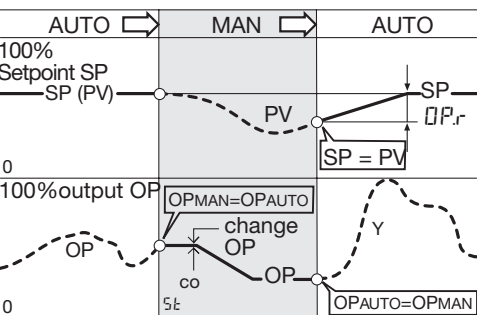 AUTO MAN AUTO
100%
Setpoint SP
SP (PV)
SP
PV
OP.r
SP = PV
0
100%output OP
OPMAN=OPAUTO
change
OP
OP
Y
co
OP
St
OPAUTO=OPMAN
0